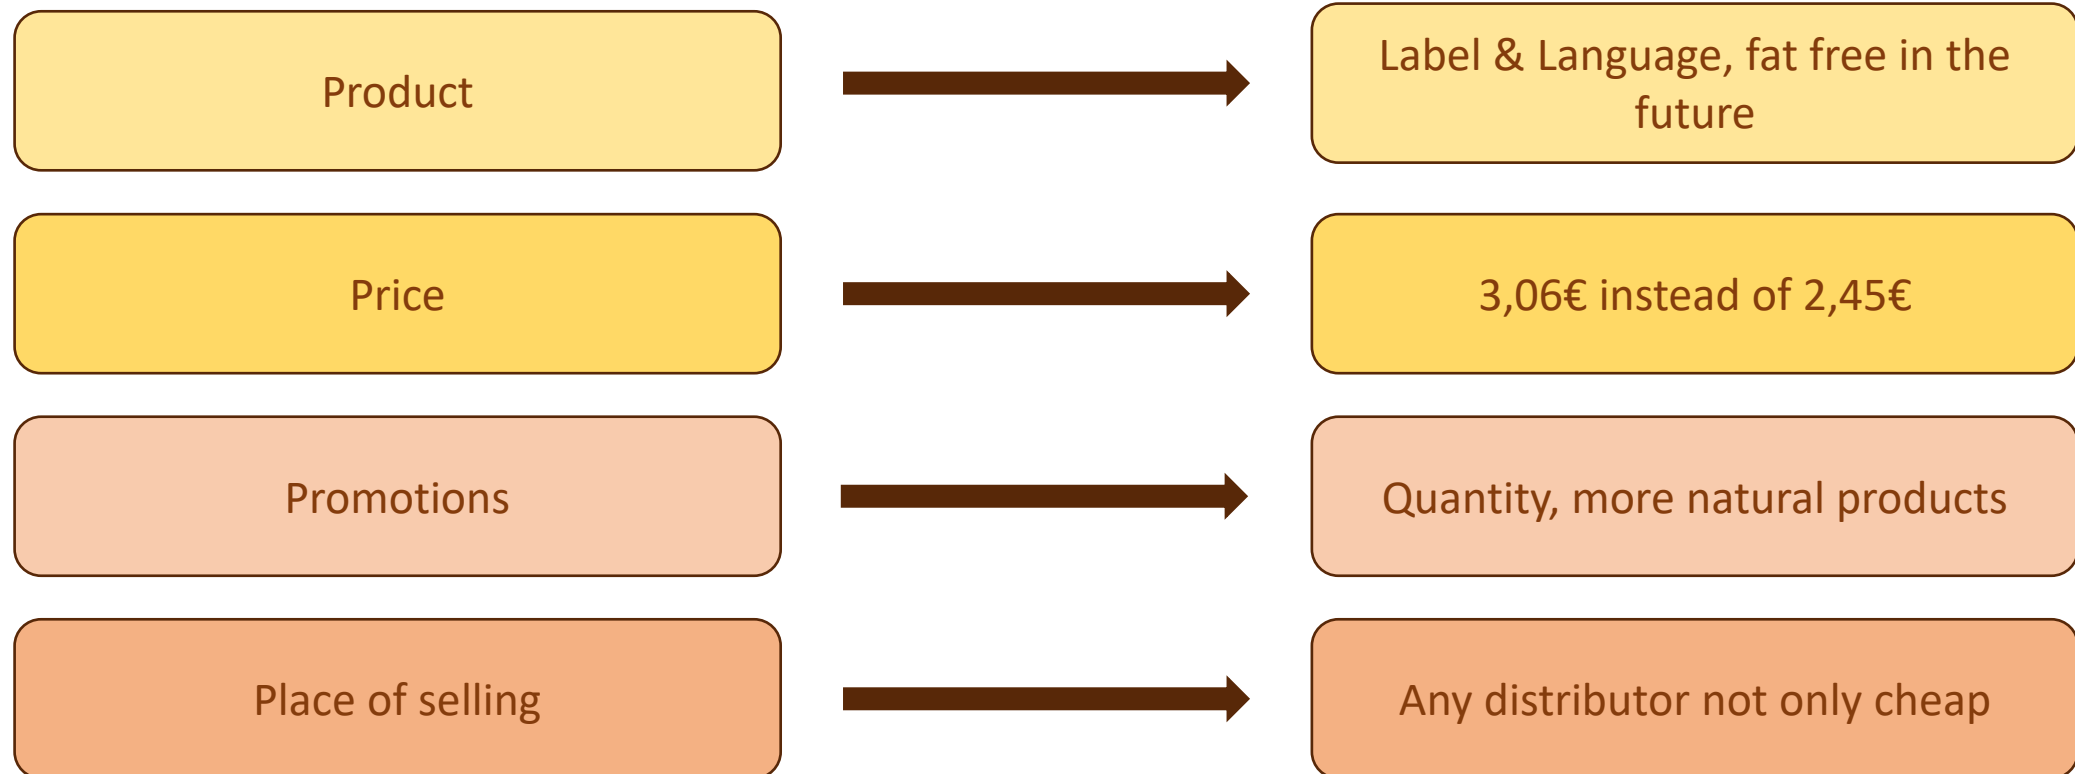 Product
Label & Language, fat free in the
future
Price
3,06€ instead of 2,45€
Promotions
Quantity, more natural products
Place of selling
Any distributor not only cheap